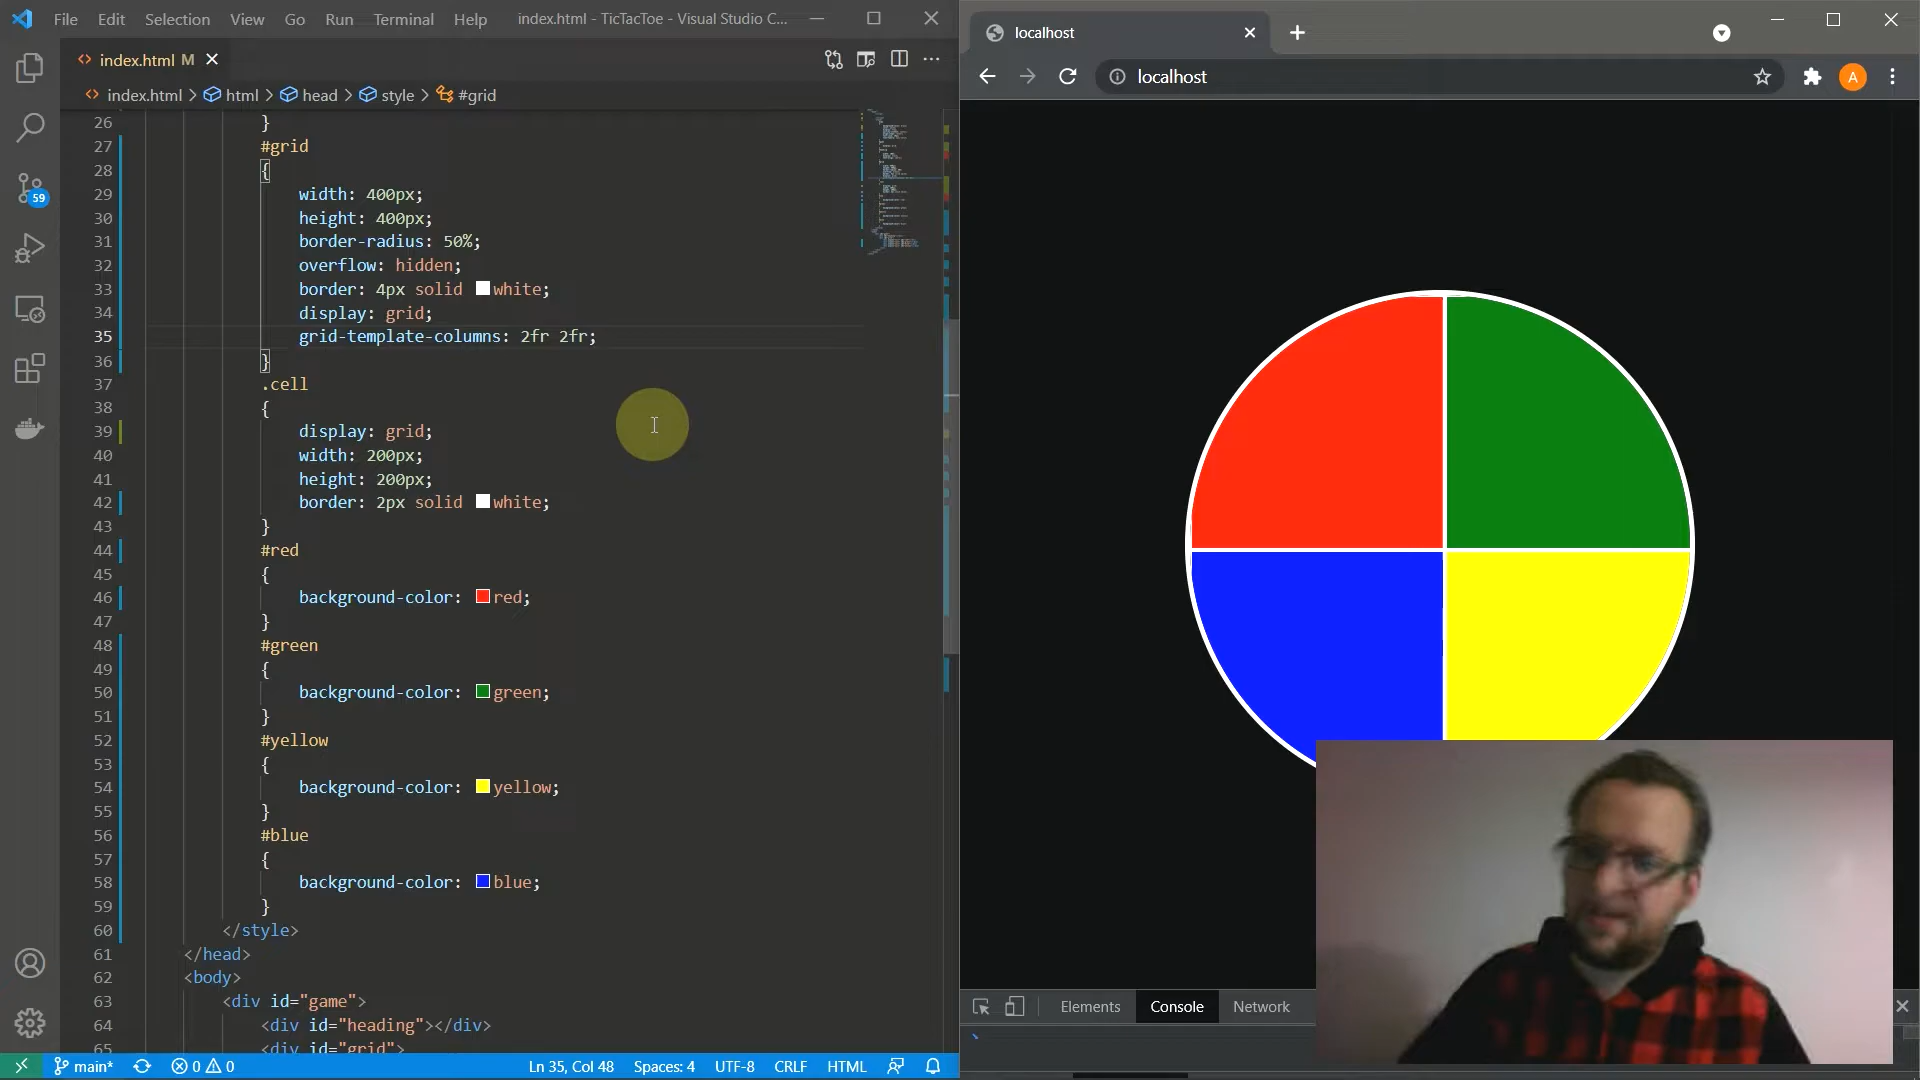 File Edit Selection View Go Run Terminal Help index.html - TicTacToe - Visual Studio C...
index.html M
index.html > html > head > style > #grid
26 }
27 #grid
28 {
29 width: 400px;
30 height: 400px;
31 border-radius: 50%;
32 overflow: hidden;
33 border: 4px solid white;
34 display: grid;
35 grid-template-columns: 2fr 2fr;
36 }
37 .cell
38 {
39 display: grid;
40 width: 200px;
41 height: 200px;
42 border: 2px solid white;
43 }
44 #red
45 {
46 background-color: red;
47 }
48 #green
49 {
50 background-color: green;
51 }
52 #yellow
53 {
54 background-color: yellow;
55 }
56 #blue
57 {
58 background-color: blue;
59 }
60 </style>
61 </head>
62 <body>
63 <div id="game">
64 <div id="heading"></div>
65 <div id="grid">
59
main* 0 0 Ln 35, Col 48 Spaces: 4 UTF-8 CRLF HTML
localhost
localhost
A
Elements Console Network